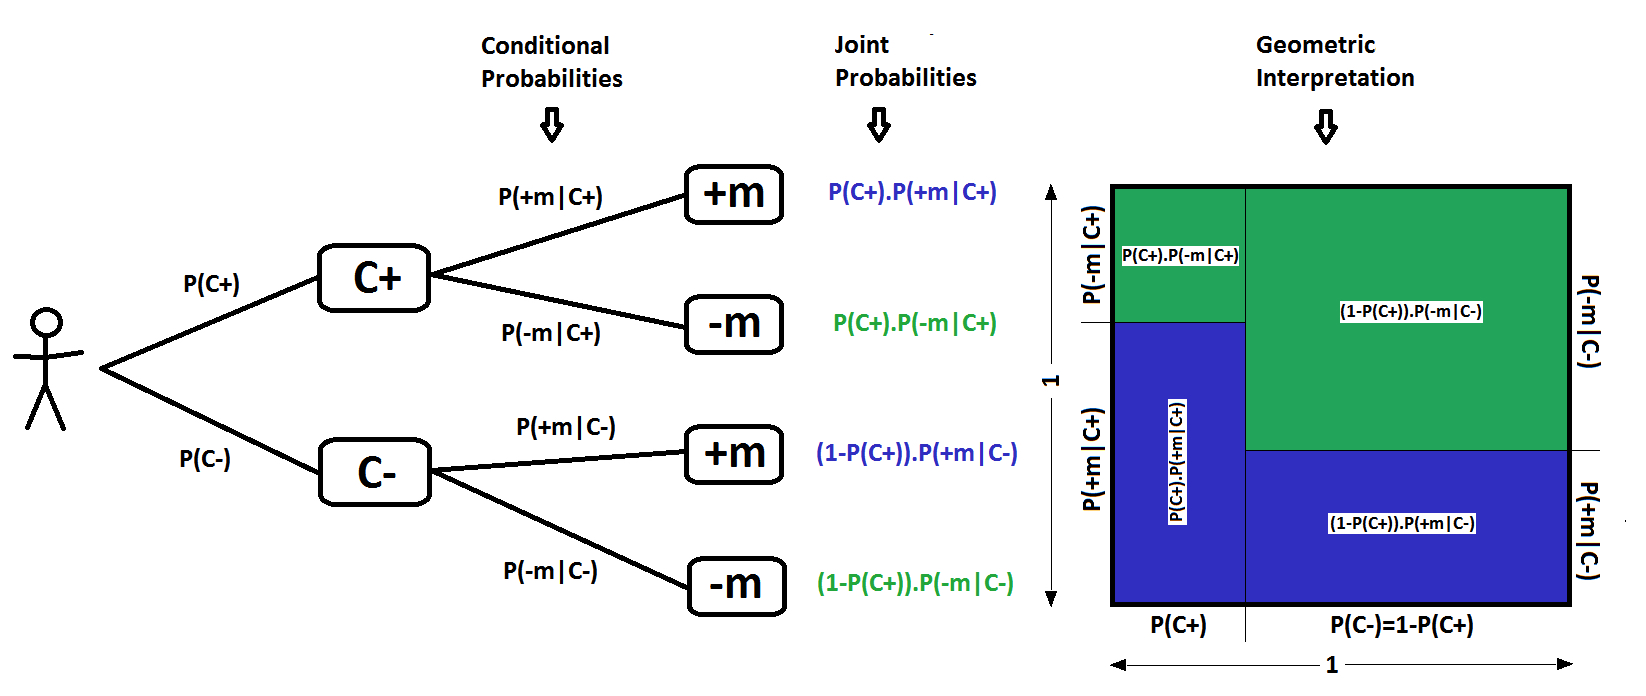 Conditional
Probabilities
Joint
Probabilities
Geometric
Interpretation
P(C+)
P(C-)
C+
C-
P(+m|C+)
P(-m|C+)
P(+m|C-)
P(-m|C-)
+m
-m
+m
-m
P(C+).P(+m|C+)
P(C+).P(-m|C+)
(1-P(C+)).P(+m|C-)
(1-P(C+)).P(-m|C-)
1
P(-m|C+)
P(+m|C+)
P(C+).P(-m|C+)
(1-P(C+)).P(-m|C-)
P(C+).P(+m|C+)
(1-P(C+)).P(+m|C-)
P(-m|C-)
P(+m|C-)
P(C+)
P(C-)=1-P(C+)
1